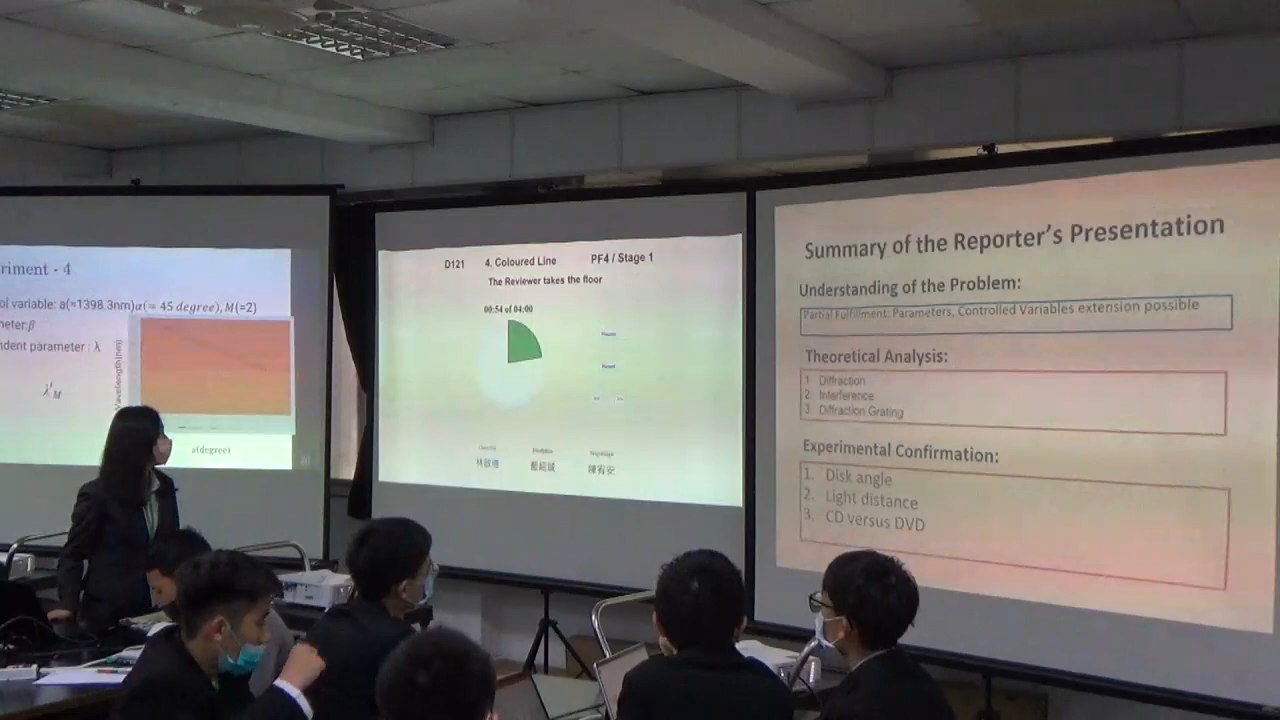 riment - 4
ol variable: a(=1398.3nm)α(= 45 degree), M(=2)
neter:β
ndent parameter : λ
λ'M
Wavelength(nm)
a(degree)
D121 4. Coloured Line PF4 / Stage 1
The Reviewer takes the floor
00:54 of 04:00
Summary of the Reporter's Presentation
Understanding of the Problem:
Partial Fulfillment: Parameters, Controlled Variables extension possible
Theoretical Analysis:
1 Diffraction
2. Interference
3. Diffraction Grating
Experimental Confirmation:
1. Disk angle
2. Light distance
3. CD versus DVD